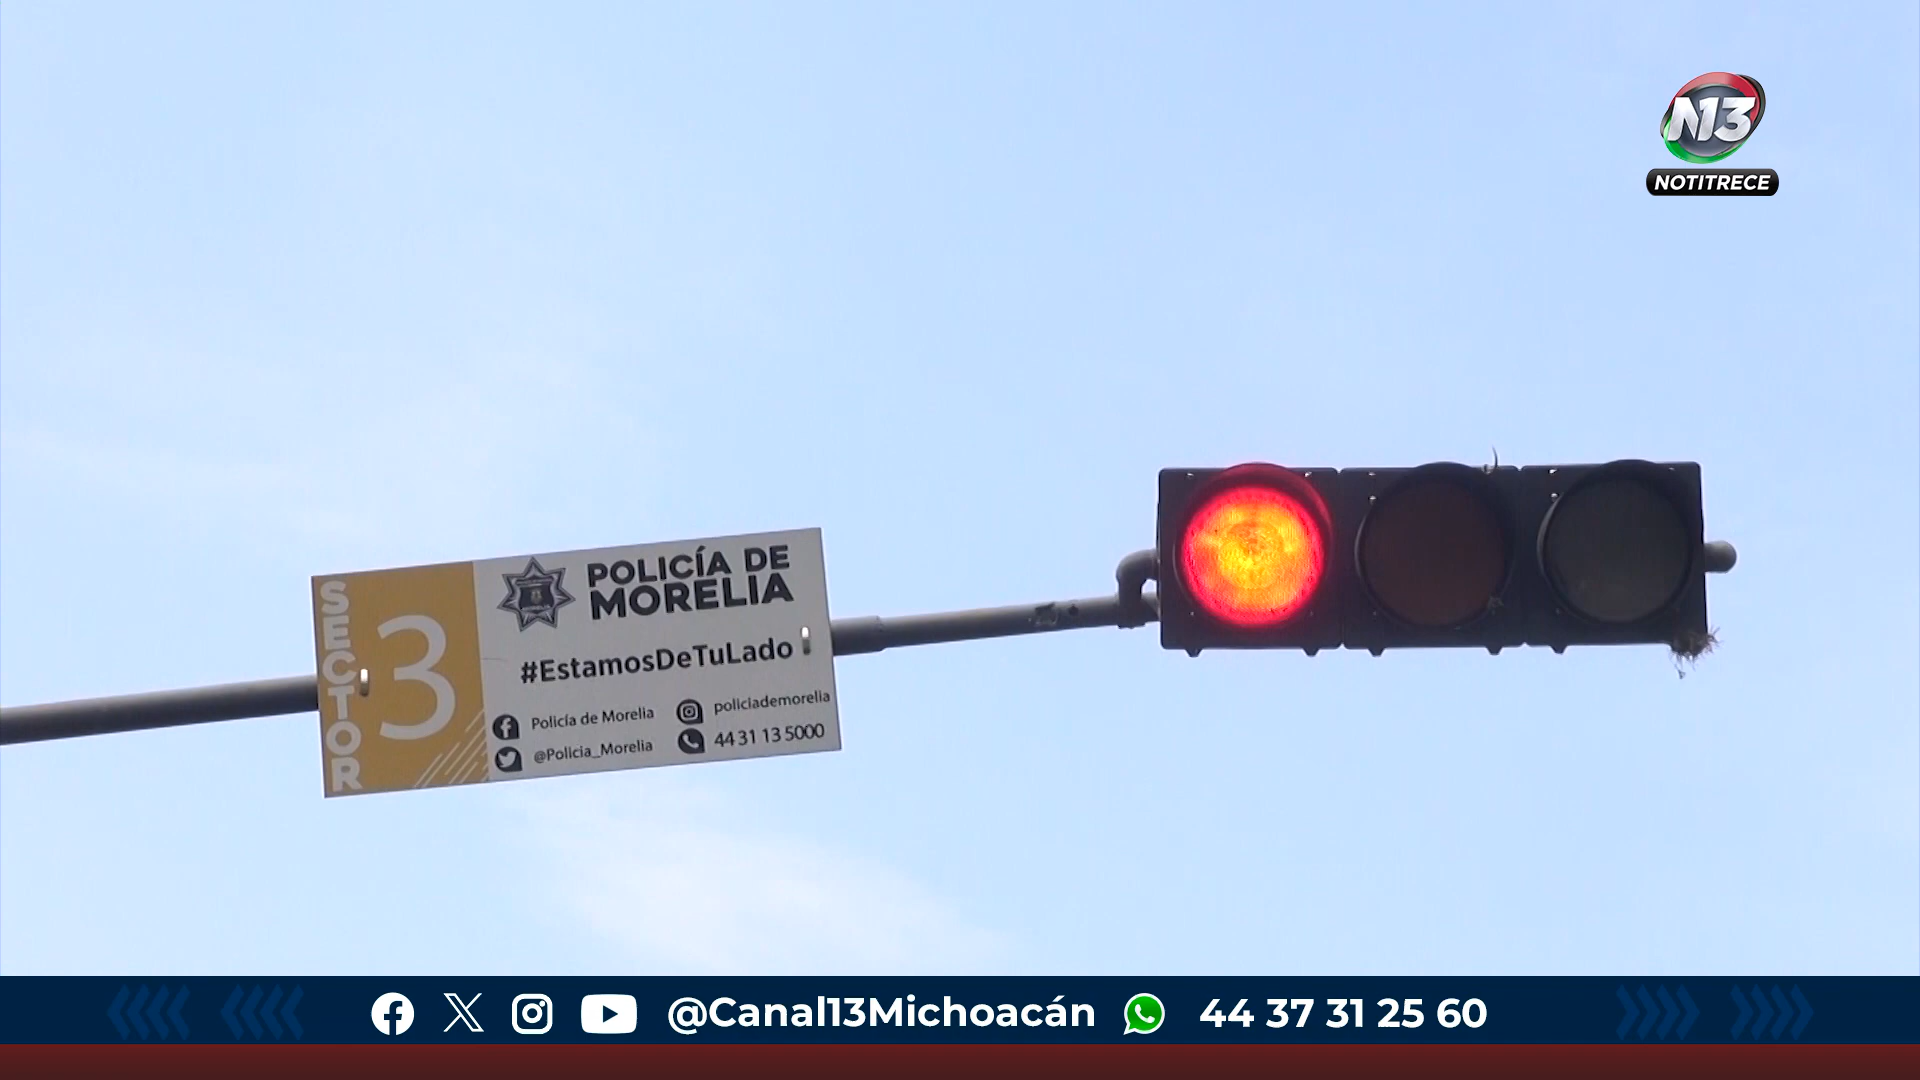 N13
NOTITRECE
SECTOR
3
POLICÍA DE
MORELIA
#EstamosDeTuLado
Policía de Morelia
policiademorelia
@Policia_Morelia
44 31 13 5000
@Canal13Michoacán
44 37 31 25 60